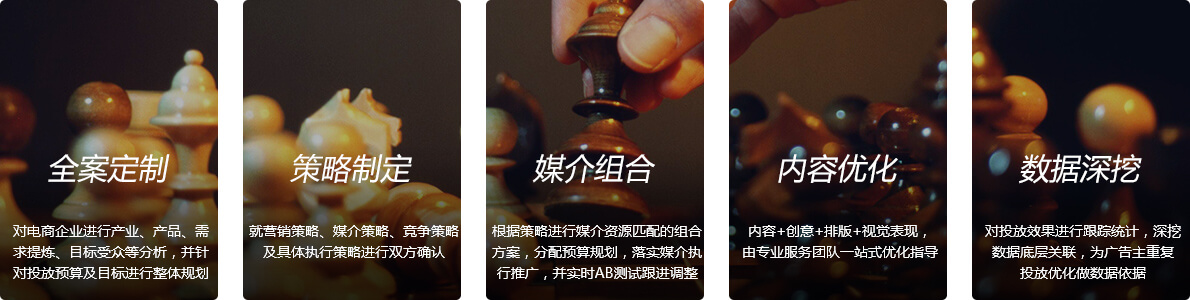 全案定制
对电商企业进行产业、产品、需
求提炼、目标受众等分析，并针
对投放预算及目标进行整体规划
策略制定
就营销策略、媒介策略、竞争策略
及具体执行策略进行双方确认
媒介组合
根据策略进行媒介资源匹配的组合
方案，分配预算规划，落实媒介执
行推广，并实时AB测试跟进调整
内容优化
内容+创意+排版+视觉表现，
由专业服务团队一站式优化指导
数据深挖
对投放效果进行跟踪统计，深挖
数据底层关联，为广告主重复
投放优化做数据依据